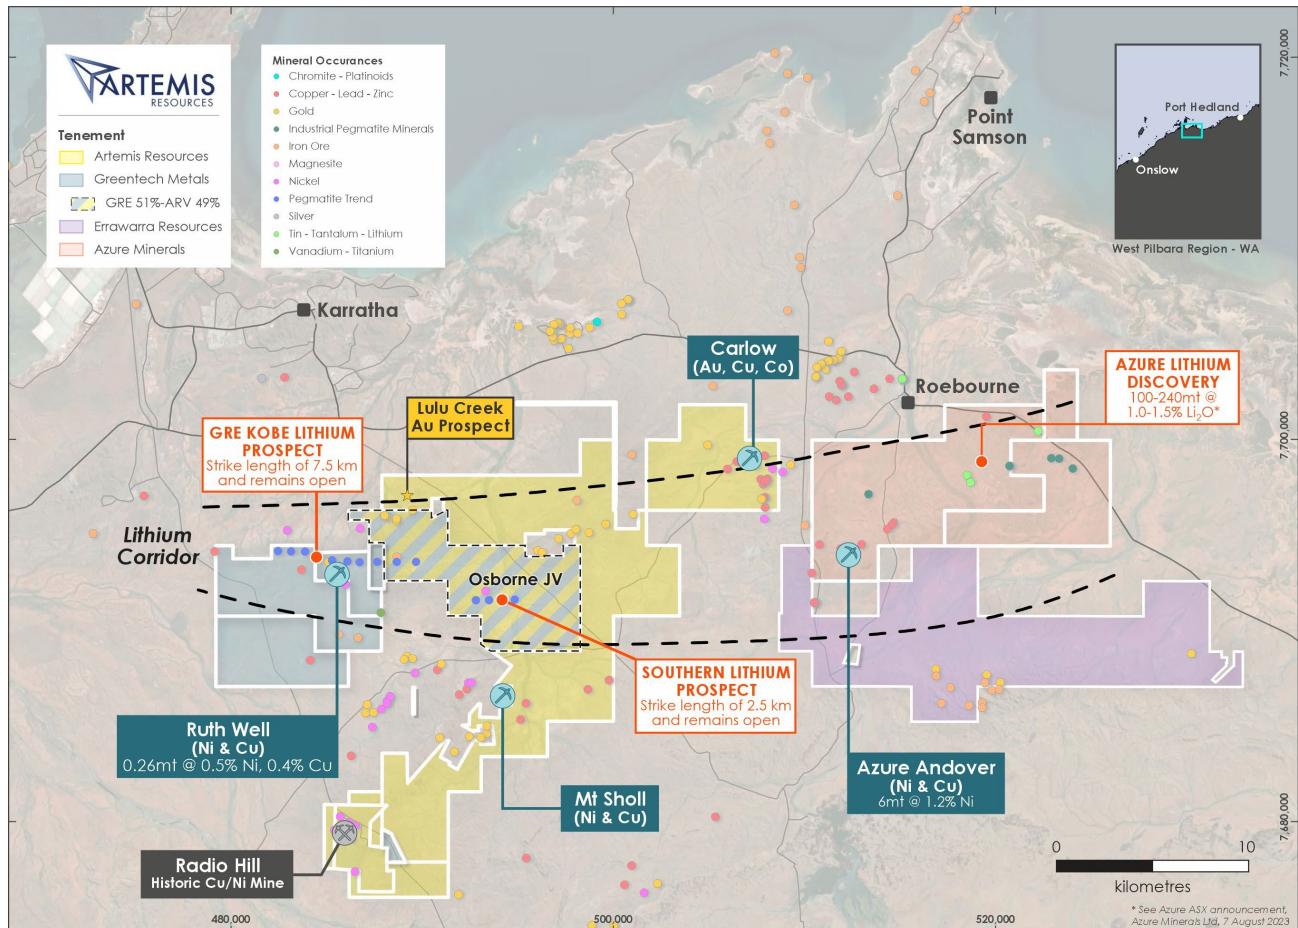 ARTEMIS
RESOURCES
Tenement
Artemis Resources
Greentech Metals
GRE 51%-ARV 49%
Errawarra Resources
Azure Minerals
Mineral Occurances
Chromite - Platinoids
Copper - Lead - Zinc
Gold
Industrial Pegmatite Minerals
Iron Ore
Magnesite
Nickel
Pegmatite Trend
Silver
Tin - Tantalum - Lithium
Vanadium - Titanium
Point
Samson
Port Hedland
Onslow
West Pilbara Region - WA
7,720,000
Karratha
Carlow
(Au, Cu, Co)
Roebourne
AZURE LITHIUM
DISCOVERY
100-240mt @
1.0-1.5% Li₂O*
Lulu Creek
Au Prospect
GRE KOBE LITHIUM
PROSPECT
Strike length of 7.5 km
and remains open
7,700,000
Lithium
Corridor
Osborne JV
SOUTHERN LITHIUM
PROSPECT
Strike length of 2.5 km
and remains open
Ruth Well
(Ni & Cu)
0.26mt @ 0.5% Ni, 0.4% Cu
Mt Sholl
(Ni & Cu)
Azure Andover
(Ni & Cu)
6mt @ 1.2% Ni
7,680,000
Radio Hill
Historic Cu/Ni Mine
0
10
kilometres
* See Azure ASX announcement,
Azure Minerals Ltd, 7 August 2023
480,000
500,000
520,000